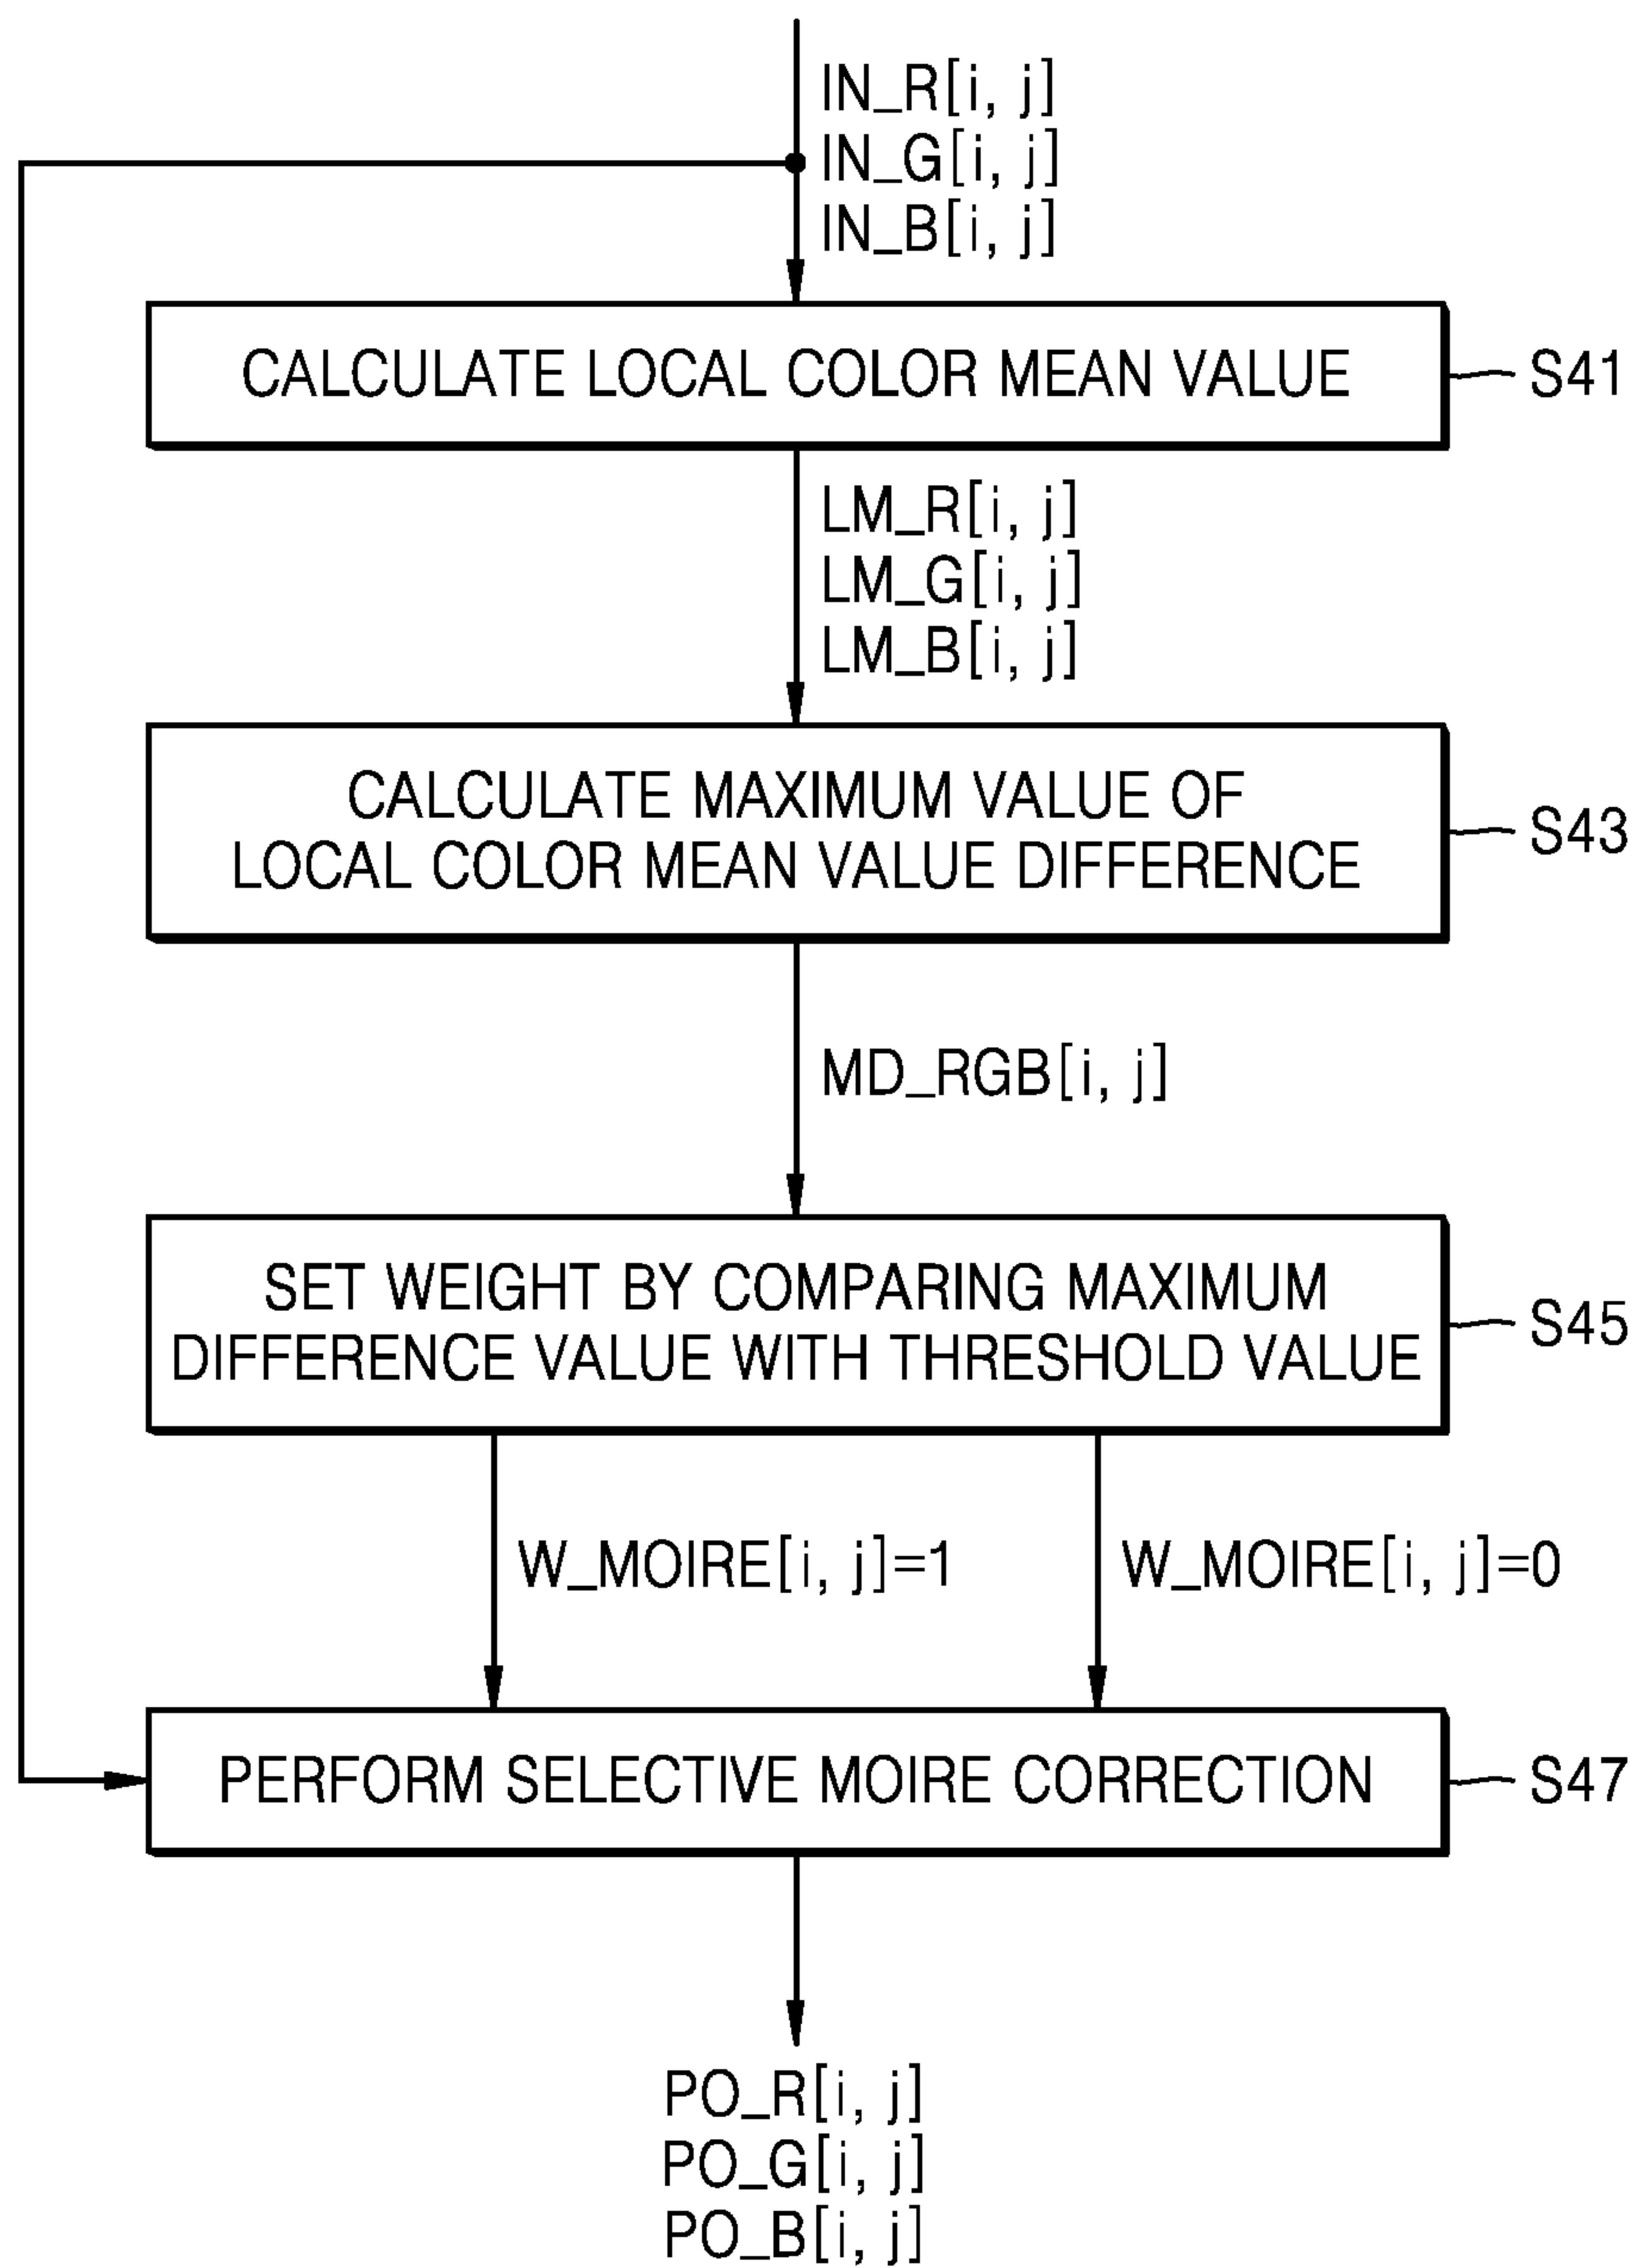 IN_R[i, j]
IN_G[i, j]
IN_B[i, j]
CALCULATE LOCAL COLOR MEAN VALUE
S41
LM_R[i, j]
LM_G[i, j]
LM_B[i, j]
CALCULATE MAXIMUM VALUE OF
LOCAL COLOR MEAN VALUE DIFFERENCE
S43
MD_RGB[i, j]
SET WEIGHT BY COMPARING MAXIMUM
DIFFERENCE VALUE WITH THRESHOLD VALUE
S45
W_MOIRE[i, j]=1
W_MOIRE[i, j]=0
PERFORM SELECTIVE MOIRE CORRECTION
S47
PO_R[i, j]
PO_G[i, j]
PO_B[i, j]